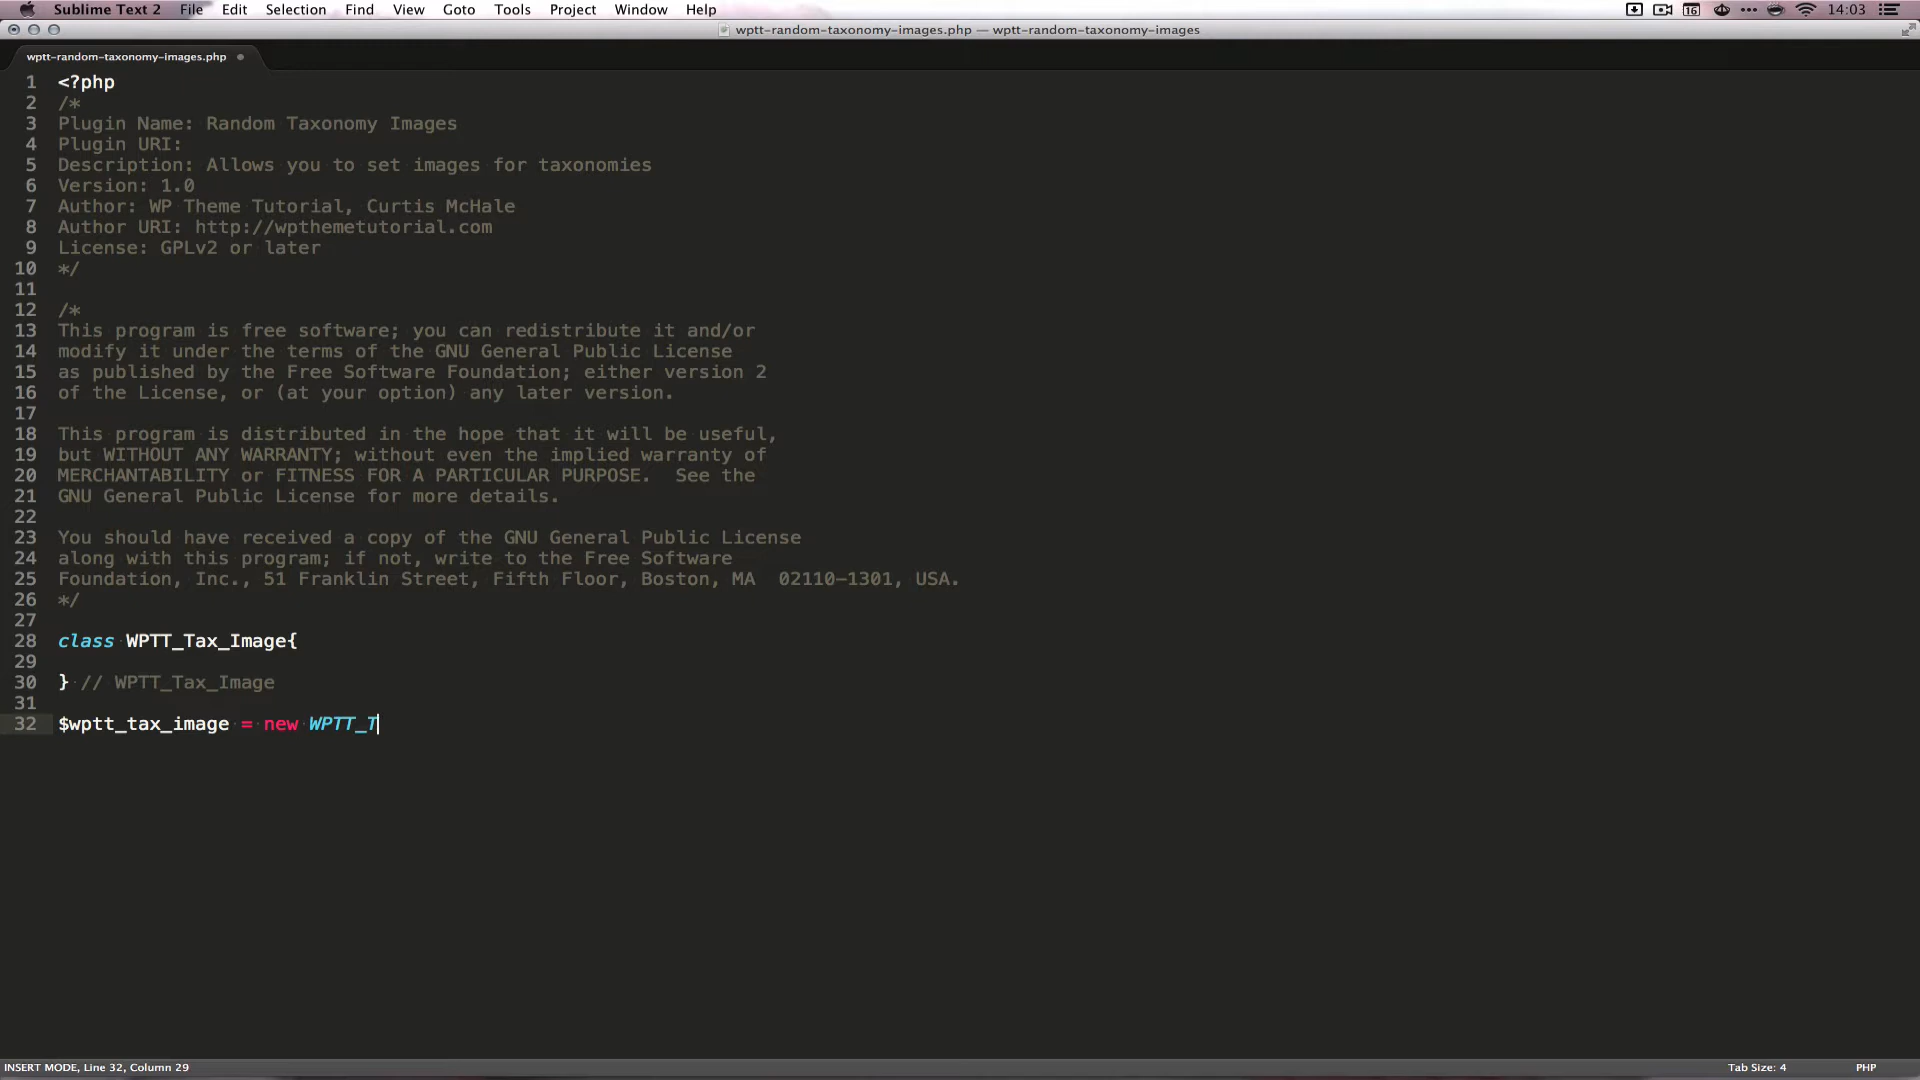 Sublime Text 2 File Edit Selection Find View Goto Tools Project Window Help 16 14:03
wptt-random-taxonomy-images.php — wptt-random-taxonomy-images
wptt-random-taxonomy-images.php
1 <?php
2 /*
3 Plugin Name: Random Taxonomy Images
4 Plugin URI:
5 Description: Allows you to set images for taxonomies
6 Version: 1.0
7 Author: WP Theme Tutorial, Curtis McHale
8 Author URI: http://wpthemetutorial.com
9 License: GPLv2 or later
10 */
11
12 /*
13 This program is free software; you can redistribute it and/or
14 modify it under the terms of the GNU General Public License
15 as published by the Free Software Foundation; either version 2
16 of the License, or (at your option) any later version.
17
18 This program is distributed in the hope that it will be useful,
19 but WITHOUT ANY WARRANTY; without even the implied warranty of
20 MERCHANTABILITY or FITNESS FOR A PARTICULAR PURPOSE.  See the
21 GNU General Public License for more details.
22
23 You should have received a copy of the GNU General Public License
24 along with this program; if not, write to the Free Software
25 Foundation, Inc., 51 Franklin Street, Fifth Floor, Boston, MA  02110-1301, USA.
26 */
27
28 class WPTT_Tax_Image{
29
30 } // WPTT_Tax_Image
31
32 $wptt_tax_image = new WPTT_T
INSERT MODE, Line 32, Column 29 Tab Size: 4 PHP